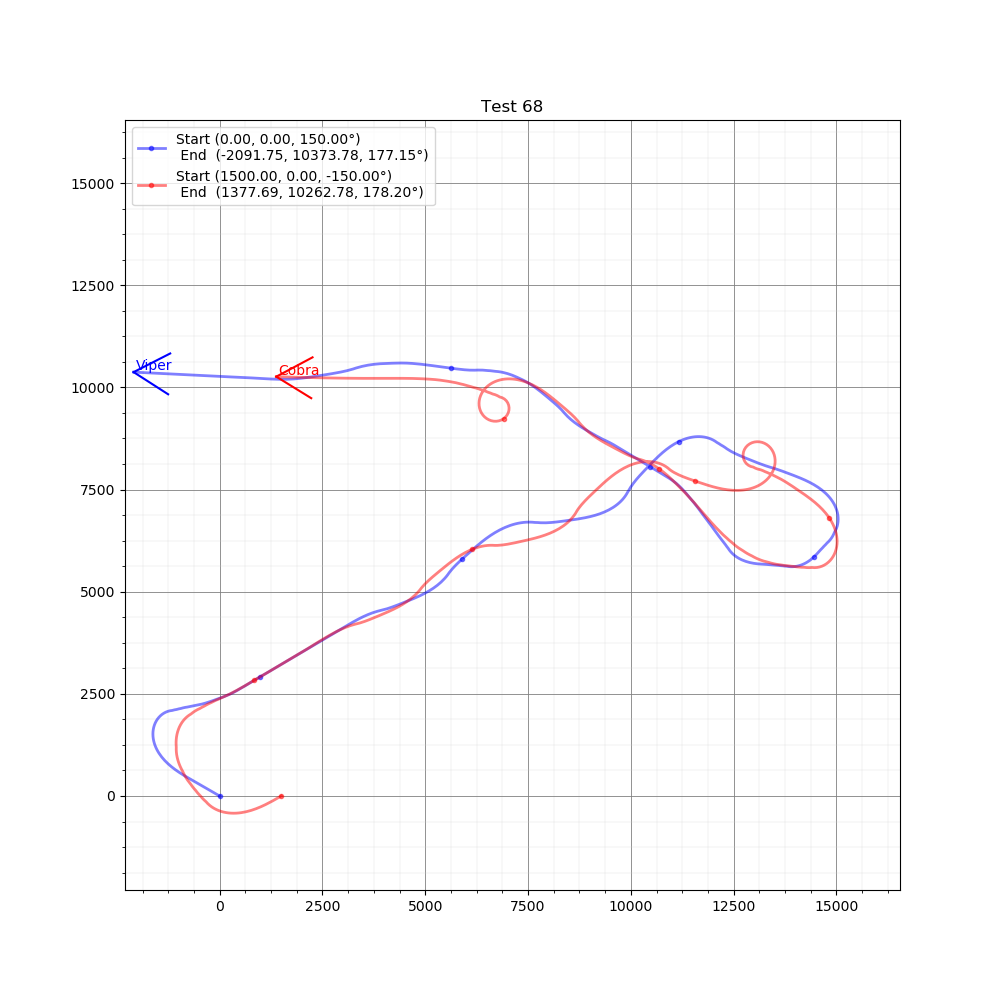 Test 68
Start (0.00, 0.00, 150.00°)
End (-2091.75, 10373.78, 177.15°)
Start (1500.00, 0.00, -150.00°)
End (1377.69, 10262.78, 178.20°)
15000
12500
10000
7500
5000
2500
0
Viper
Cobra
0 2500 5000 7500 10000 12500 15000